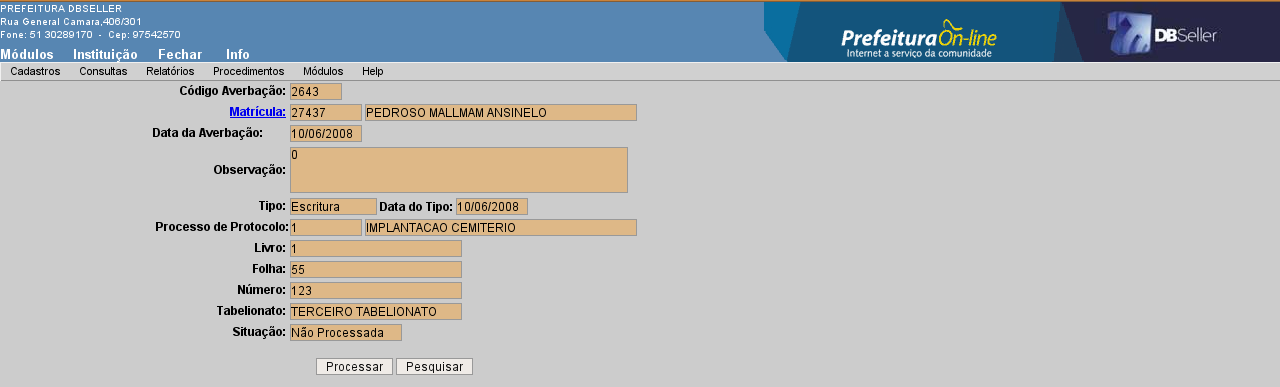 PREFEITURA DBSELLER
Rua General Camara,406/301
Fone: 51 30289170 - Cep: 97542570
Prefeitura On-line
Internet a serviço da comunidade
DBSeller
Módulos Instituição Fechar Info
Cadastros Consultas Relatórios Procedimentos Módulos Help
Código Averbação: 2643
Matrícula: 27437 PEDROSO MALLMAM ANSINELO
Data da Averbação: 10/06/2008
Observação: 0
Tipo: Escritura Data do Tipo: 10/06/2008
Processo de Protocolo: 1 IMPLANTACAO CEMITERIO
Livro: 1
Folha: 55
Número: 123
Tabelionato: TERCEIRO TABELIONATO
Situação: Não Processada
Processar Pesquisar